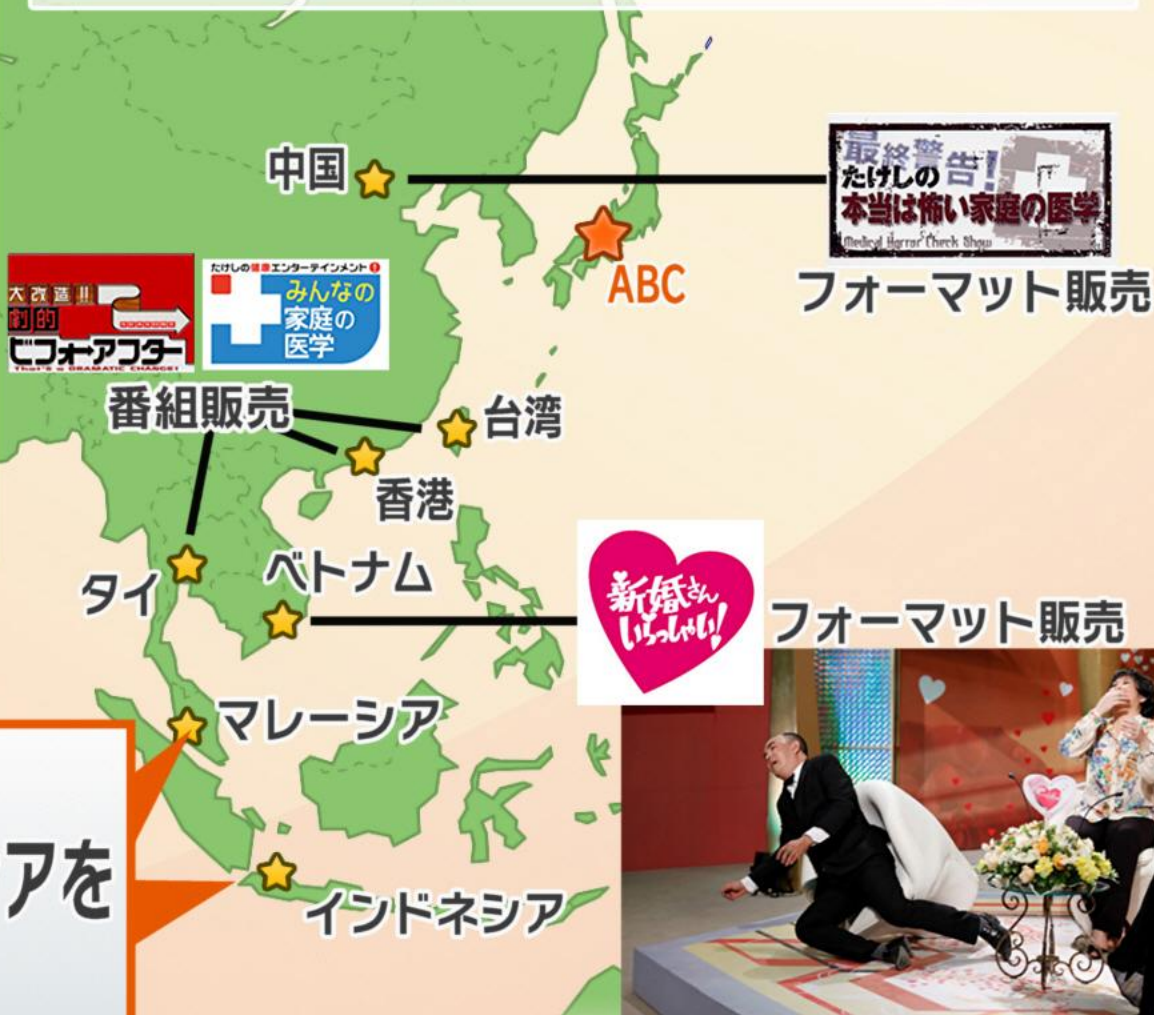 中国
最終警告!
たけしの
本当は怖い家庭の医学
Medical Horror Check Show
フォーマット販売
ABC
大改造!!
劇的
ビフォーアフター
That's a DRAMATIC CHANGE!
たけしの健康エンターテインメント!
みんなの
家庭の
医学
番組販売
台湾
香港
タイ
ベトナム
新婚さん
いらっしゃい!
フォーマット販売
マレーシア
アを
インドネシア